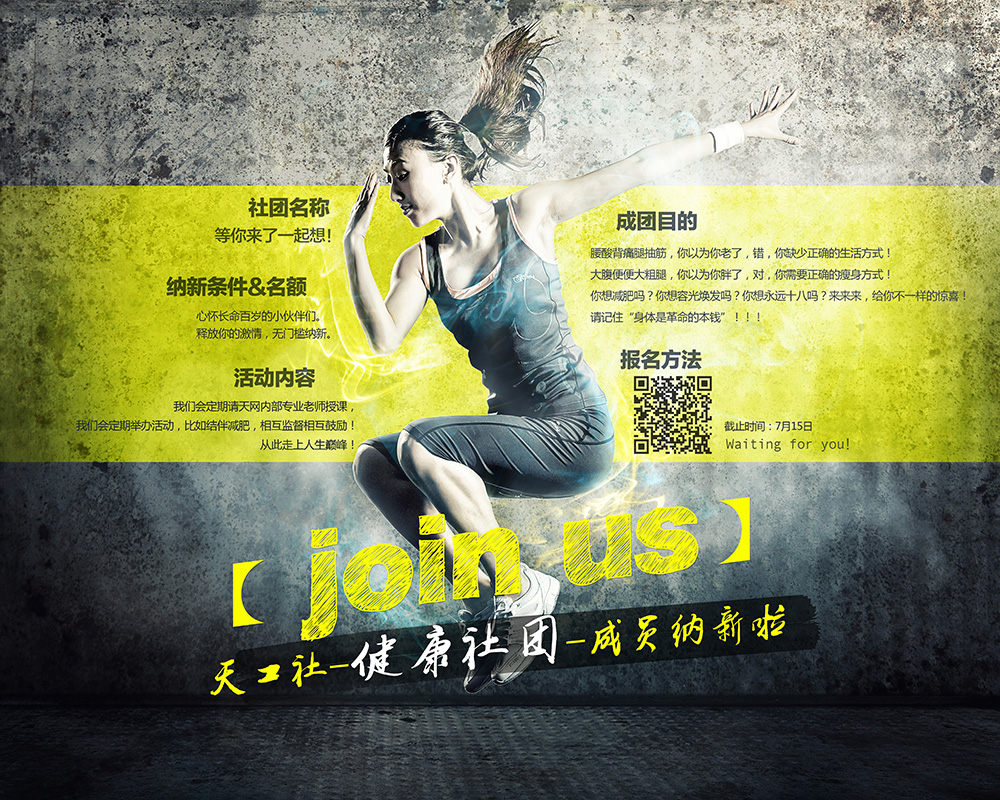 社团名称
等你来了一起想！
纳新条件&名额
心怀长命百岁的小伙伴们。
释放你的激情，无门槛纳新。
活动内容
我们会定期请天网内部专业老师授课，
我们会定期举办活动，比如结伴减肥，相互监督相互鼓励！
从此走上人生巅峰！
成团目的
腰酸背痛腿抽筋，你以为你老了，错，你缺少正确的生活方式！
大腹便便大粗腿，你以为你胖了，对，你需要正确的瘦身方式！
你想减肥吗？你想容光焕发吗？你想永远十八吗？来来来，给你不一样的惊喜！
请记住“身体是革命的本钱”！！！
报名方法
截止时间：7月15日
Waiting for you!
【join us】
天工社-健康社团-成员纳新啦